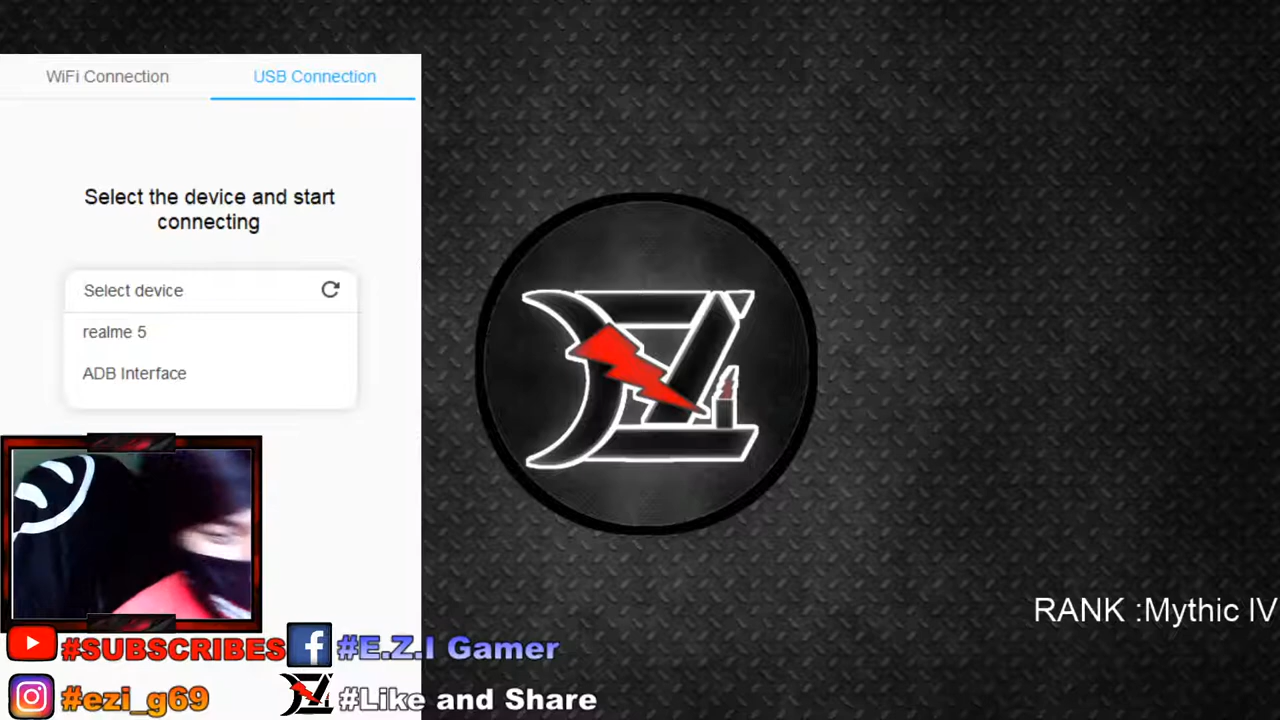 WiFi Connection
USB Connection
Select the device and start
connecting
Select device
realme 5
ADB Interface
RANK :Mythic IV
#SUBSCRIBES
#E.Z.I Gamer
#ezi_g69
#Like and Share